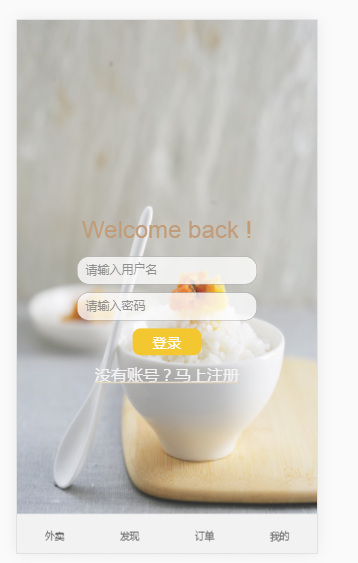 Welcome back !
请输入用户名
请输入密码
登录
没有账号？马上注册
外卖 发现 订单 我的